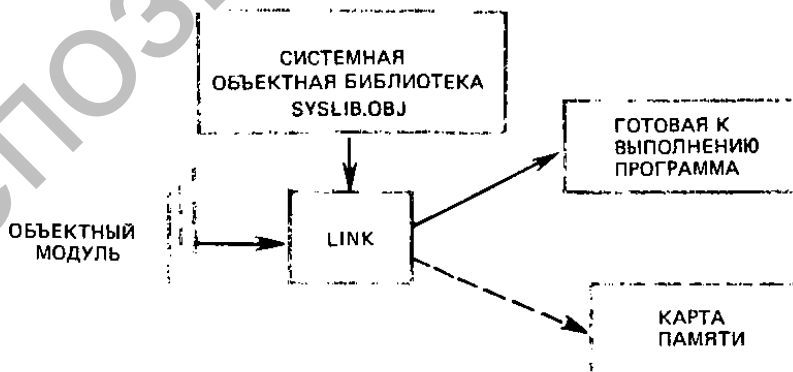 СИСТЕМНАЯ
ОБЪЕКТНАЯ БИБЛИОТЕКА
SYSLIB.OBJ
ГОТОВАЯ К
ВЫПОЛНЕНИЮ
ПРОГРАММА
ОБЪЕКТНЫЙ
МОДУЛЬ
LINK
КАРТА
ПАМЯТИ